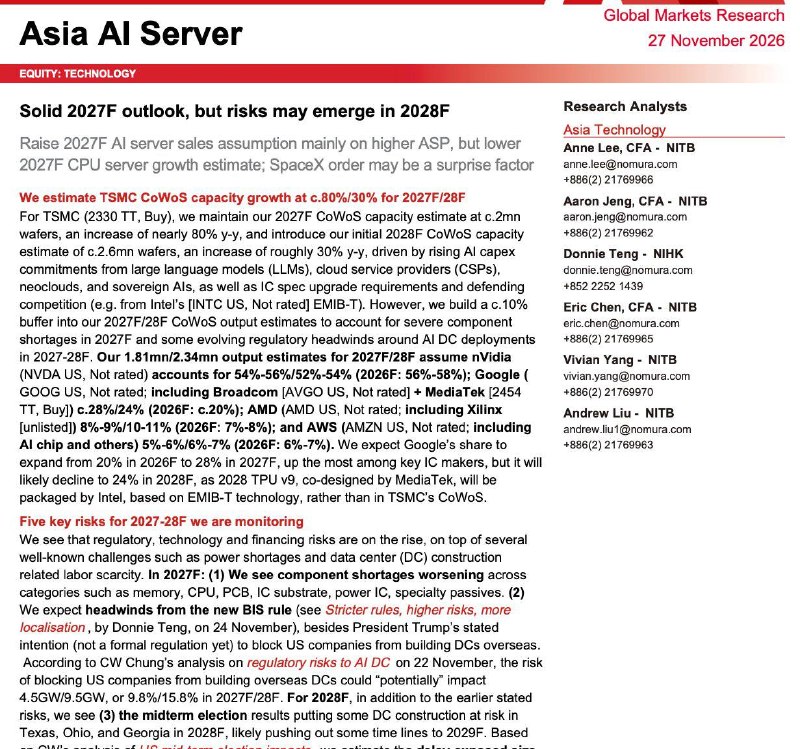 Global Markets Research
Asia AI Server
27 November 2026
EQUITY: TECHNOLOGY
Solid 2027F outlook, but risks may emerge in 2028F
Raise 2027F AI server sales assumption mainly on higher ASP, but lower
2027F CPU server growth estimate; SpaceX order may be a surprise factor
We estimate TSMC CoWoS capacity growth at c.80%/30% for 2027F/28F
For TSMC (2330 TT, Buy), we maintain our 2027F CoWoS capacity estimate at c.2mn
wafers, an increase of nearly 80% y-y, and introduce our initial 2028F CoWoS capacity
estimate of c.2.6mn wafers, an increase of roughly 30% y-y, driven by rising AI capex
commitments from large language models (LLMs), cloud service providers (CSPs),
neoclouds, and sovereign AIs, as well as IC spec upgrade requirements and defending
competition (e.g. from Intel's [INTC US, Not rated] EMIB-T). However, we build a c.10%
buffer into our 2027F/28F CoWoS output estimates to account for severe component
shortages in 2027F and some evolving regulatory headwinds around AI DC deployments
in 2027-28F. Our 1.81mn/2.34mn output estimates for 2027F/28F assume nVidia
(NVDA US, Not rated) accounts for 54%-56%/52%-54% (2026F: 56%-58%); Google (
GOOG US, Not rated; including Broadcom [AVGO US, Not rated] + MediaTek [2454
TT, Buy]) c.28%/24% (2026F: c.20%); AMD (AMD US, Not rated; including Xilinx
[unlisted]) 8%-9%/10-11% (2026F: 7%-8%); and AWS (AMZN US, Not rated; including
AI chip and others) 5%-6%/6%-7% (2026F: 6%-7%). We expect Google's share to
expand from 20% in 2026F to 28% in 2027F, up the most among key IC makers, but it will
likely decline to 24% in 2028F, as 2028 TPU v9, co-designed by MediaTek, will be
packaged by Intel, based on EMIB-T technology, rather than in TSMC's CoWoS.
Five key risks for 2027-28F we are monitoring
We see that regulatory, technology and financing risks are on the rise, on top of several
well-known challenges such as power shortages and data center (DC) construction
related labor scarcity. In 2027F: (1) We see component shortages worsening across
categories such as memory, CPU, PCB, IC substrate, power IC, specialty passives. (2)
We expect headwinds from the new BIS rule (see Stricter rules, higher risks, more
localisation , by Donnie Teng, on 24 November), besides President Trump's stated
intention (not a formal regulation yet) to block US companies from building DCs overseas.
According to CW Chung's analysis on regulatory risks to AI DC on 22 November, the risk
of blocking US companies from building overseas DCs could "potentially" impact
4.5GW/9.5GW, or 9.8%/15.8% in 2027F/28F. For 2028F, in addition to the earlier stated
risks, we see (3) the midterm election results putting some DC construction at risk in
Texas, Ohio, and Georgia in 2028F, likely pushing out some time lines to 2029F. Based
Research Analysts
Asia Technology
Anne Lee, CFA - NITB
anne.lee@nomura.com
+886(2) 21769966
Aaron Jeng, CFA - NITB
aaron.jeng@nomura.com
+886(2) 21769962
Donnie Teng - NIHK
donnie.teng@nomura.com
+852 2252 1439
Eric Chen, CFA - NITB
eric.chen@nomura.com
+886(2) 21769965
Vivian Yang - NITB
vivian.yang@nomura.com
+886(2) 21769970
Andrew Liu - NITB
andrew.liu1@nomura.com
+886(2) 21769963